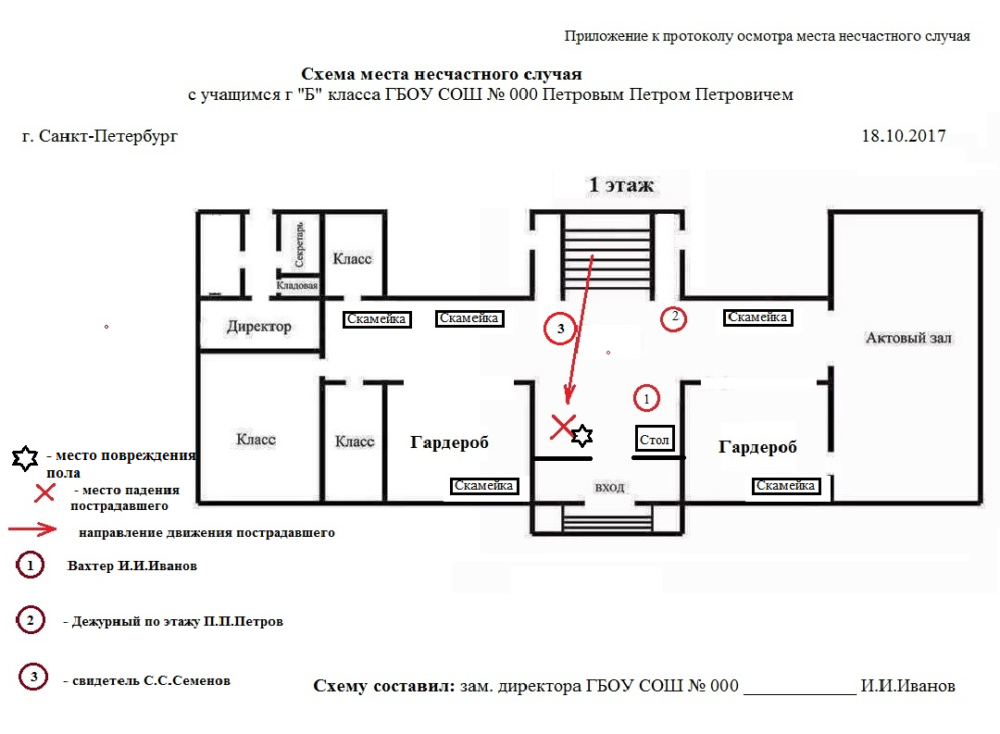 Приложение к протоколу осмотра места несчастного случая
Схема места несчастного случая
с учащимся г "Б" класса ГБОУ СОШ № 000 Петровым Петром Петровичем
г. Санкт-Петербург
18.10.2017
1 этаж
Секретарь
Кладовая
Класс
Директор
Скамейка
Скамейка
Скамейка
3
2
1
Актовый зал
Класс
Класс
Гардероб
Скамейка
Стол
вход
Гардероб
Скамейка
- место повреждения
пола
- место падения
пострадавшего
направление движения пострадавшего
1 Вахтер И.И.Иванов
2 - Дежурный по этажу П.П.Петров
3 - свидетель С.С.Семенов
Схему составил: зам. директора ГБОУ СОШ № 000 _____________ И.И.Иванов